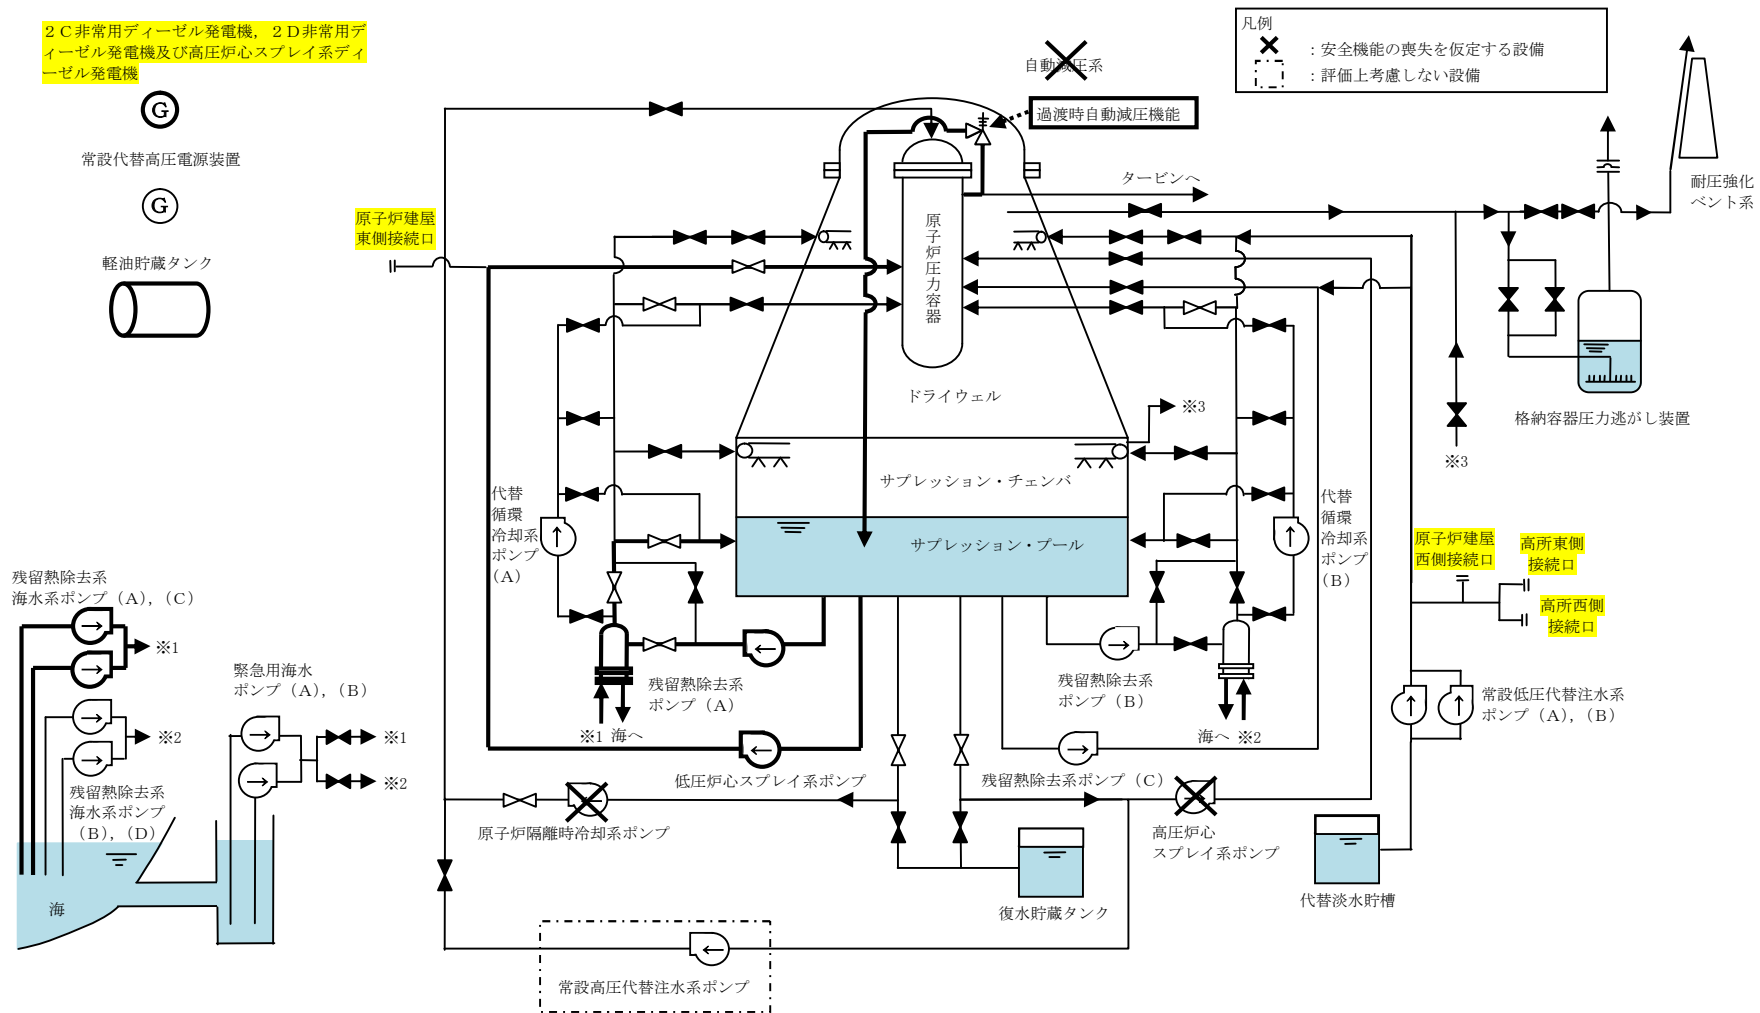 2C非常用ディーゼル発電機,2D非常用デ
ィーゼル発電機及び高圧炉心スプレイ系ディ
ーゼル発電機
G
常設代替高圧電源装置
G
軽油貯蔵タンク
原子炉建屋
東側接続口
自動減圧系
過渡時自動減圧機能
凡例
:安全機能の喪失を仮定する設備
:評価上考慮しない設備
タービンへ
耐圧強化
ベント系
原子炉圧力容器
ドライウェル
※3
格納容器圧力逃がし装置
※3
サプレッション・チェンバ
サプレッション・プール
代替
循環
冷却系
ポンプ
(A)
代替
循環
冷却系
ポンプ
(B)
原子炉建屋
西側接続口
高所東側
接続口
高所西側
接続口
残留熱除去系
海水系ポンプ(A),(C)
※1
緊急用海水
ポンプ(A),(B)
※2
※1
※2
残留熱除去系
海水系ポンプ
(B),(D)
海
残留熱除去系
ポンプ(A)
※1 海へ
残留熱除去系
ポンプ(B)
海へ ※2
常設低圧代替注水系
ポンプ(A),(B)
低圧炉心スプレイ系ポンプ
残留熱除去系ポンプ(C)
原子炉隔離時冷却系ポンプ
高圧炉心
スプレイ系ポンプ
復水貯蔵タンク
代替淡水貯槽
常設高圧代替注水系ポンプ